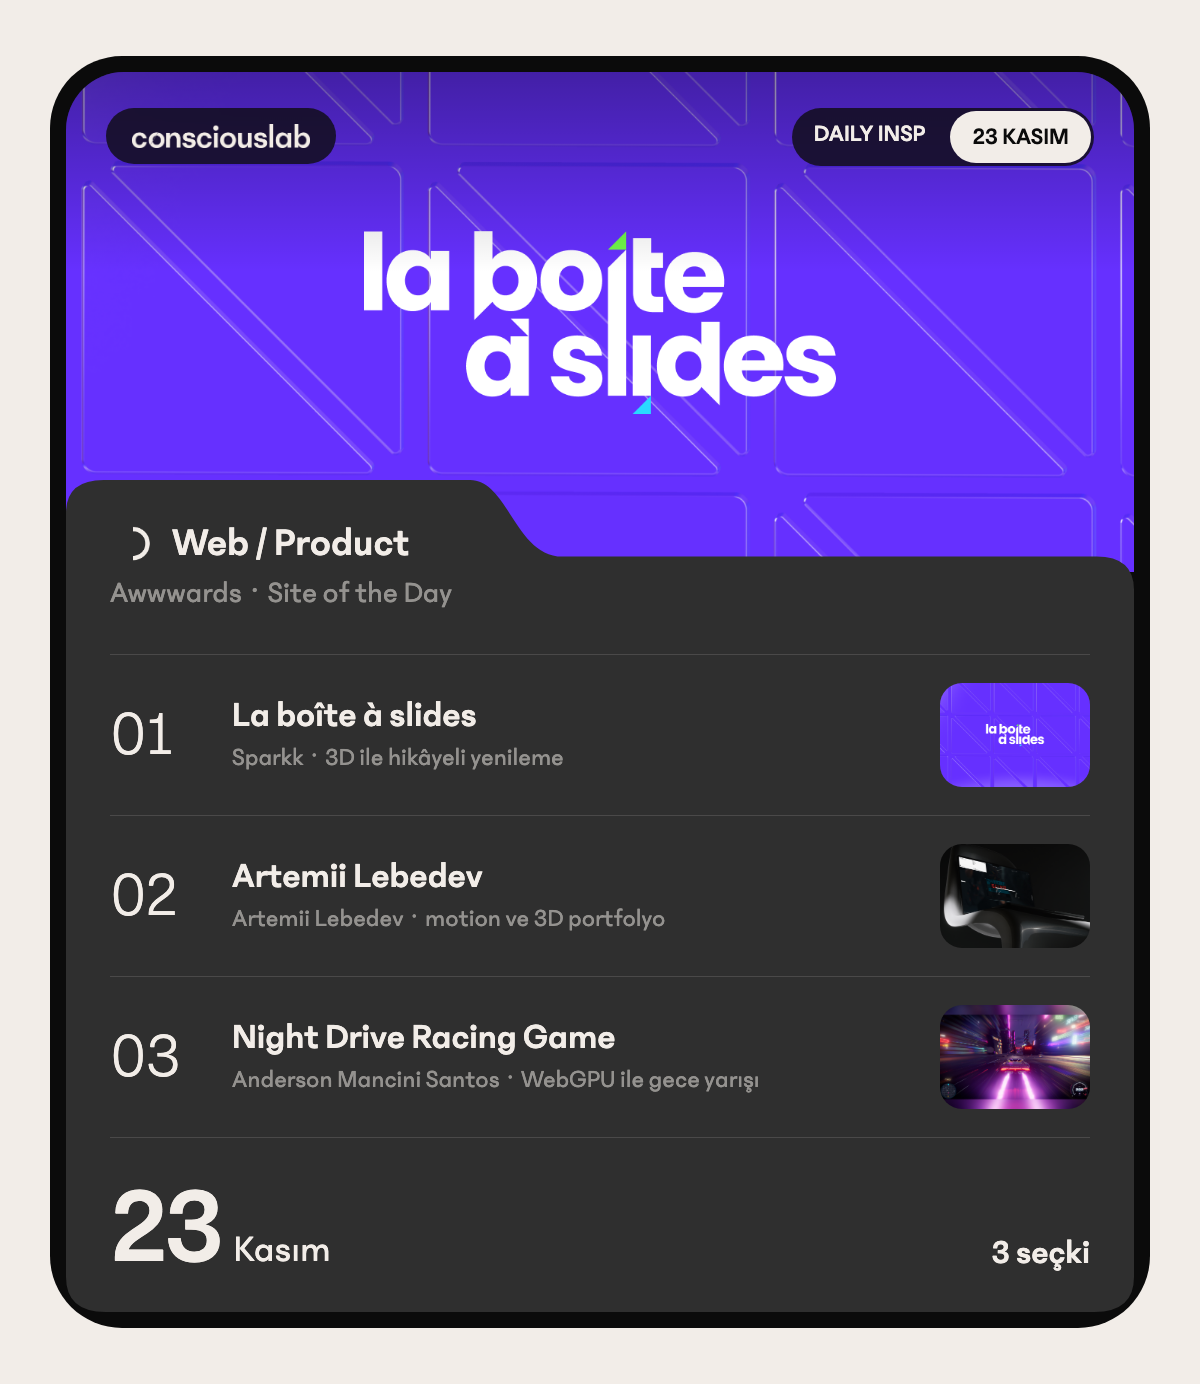 consciouslab
DAILY INSP
23 KASIM
la boîte
à slides
Web / Product
Awwwards · Site of the Day
01
La boîte à slides
Sparkk · 3D ile hikâyeli yenileme
la boîte
à slides
02
Artemii Lebedev
Artemii Lebedev · motion ve 3D portfolyo
03
Night Drive Racing Game
Anderson Mancini Santos · WebGPU ile gece yarışı
23 Kasım
3 seçki